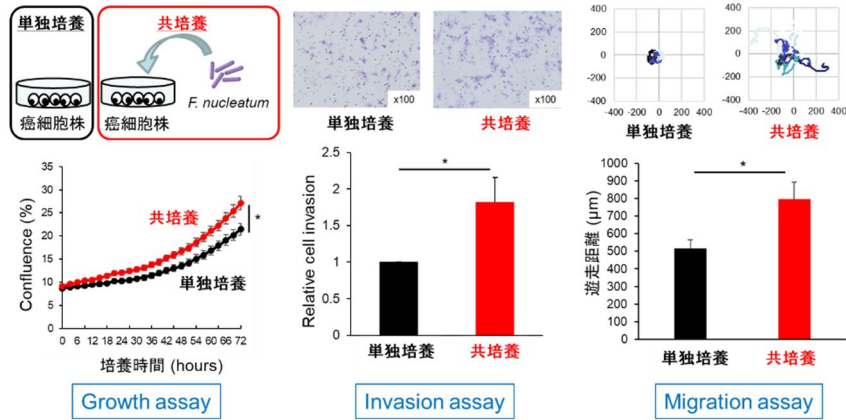 単独培養
共培養
F. nucleatum
癌細胞株
癌細胞株
x100
x100
単独培養
共培養
400
200
0
-200
-400
-400 -200 0 200 400
単独培養
400
200
0
-200
-400
-400 -200 0 200 400
共培養
35
30
25
20
15
10
5
0
Confluence (%)
共培養
単独培養
*
0 6 12 18 24 30 36 42 48 54 60 66 72
培養時間 (hours)
Growth assay
2.5
2
1.5
1
0.5
0
Relative cell invasion
*
単独培養
共培養
Invasion assay
1000
900
800
700
600
500
400
300
200
100
0
遊走距離 (μm)
*
単独培養
共培養
Migration assay